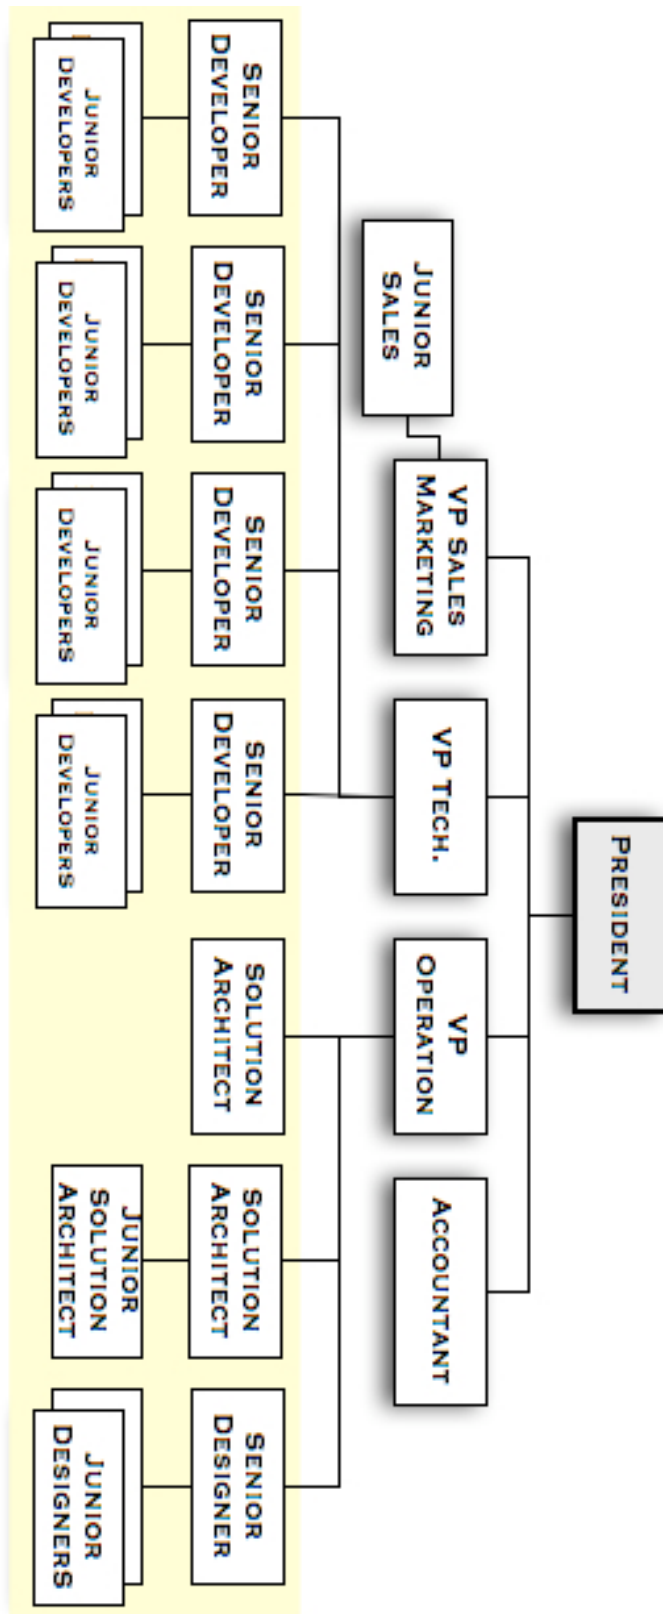 PRESIDENT
VP SALES
MARKETING
VP TECH.
VP
OPERATION
ACCOUNTANT
JUNIOR
SALES
SENIOR
DEVELOPER
SENIOR
DEVELOPER
SENIOR
DEVELOPER
SENIOR
DEVELOPER
SOLUTION
ARCHITECT
SOLUTION
ARCHITECT
SENIOR
DESIGNER
JUNIOR
DEVELOPERS
JUNIOR
DEVELOPERS
JUNIOR
DEVELOPERS
JUNIOR
DEVELOPERS
JUNIOR
SOLUTION
ARCHITECT
JUNIOR
DESIGNERS